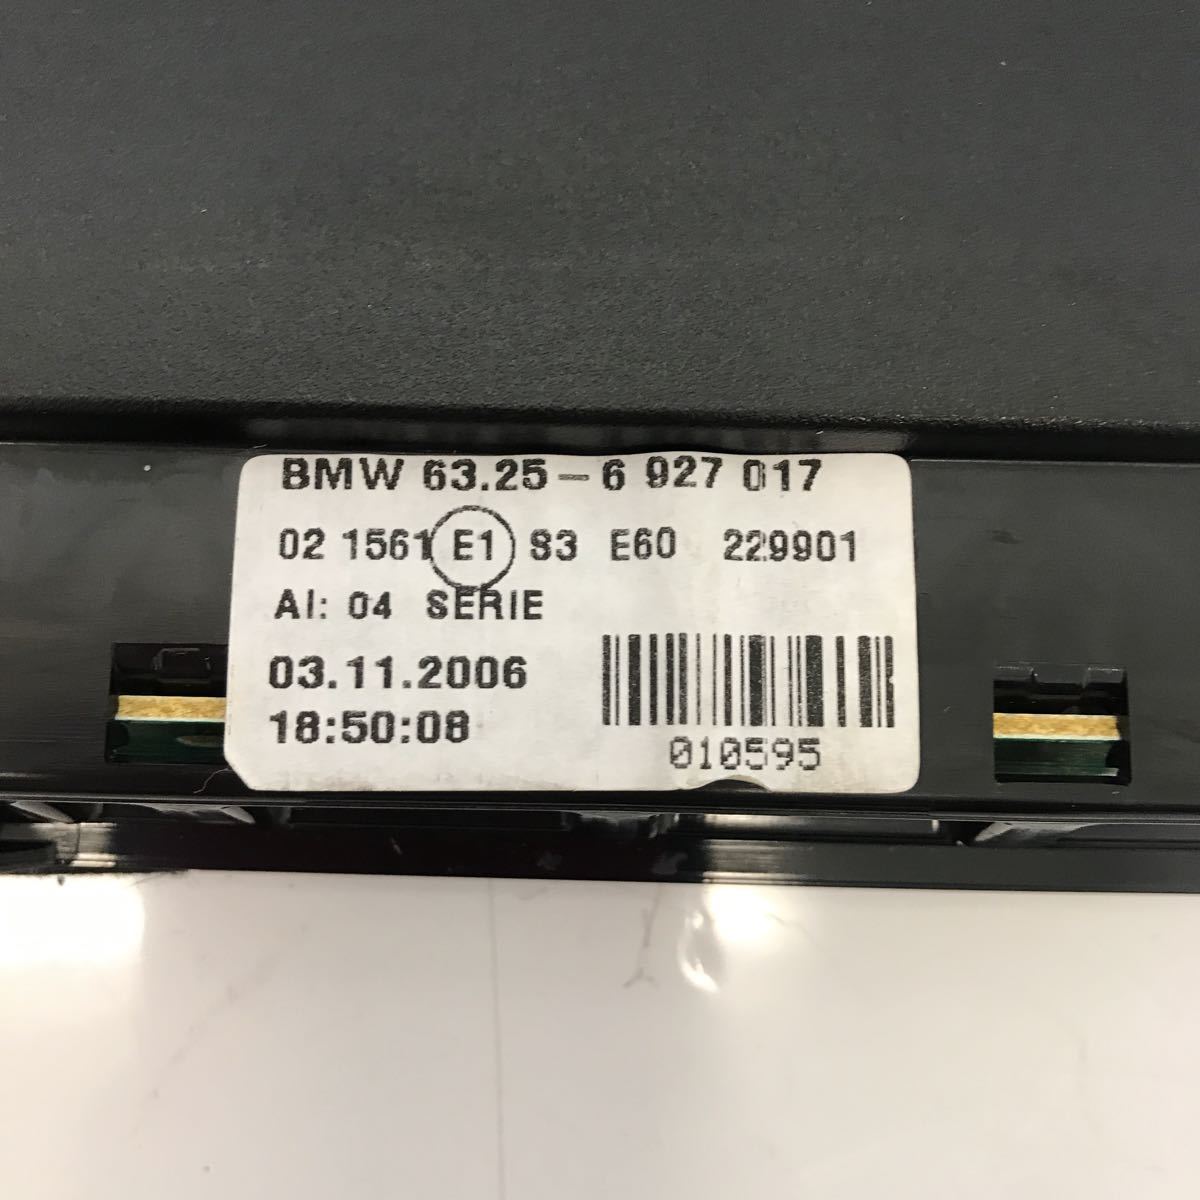 BMW 63.25-6 927 017
02 1561 E1 S3 E60 229901
AI: 04 SERIE
03.11.2006
18:50:08
010595